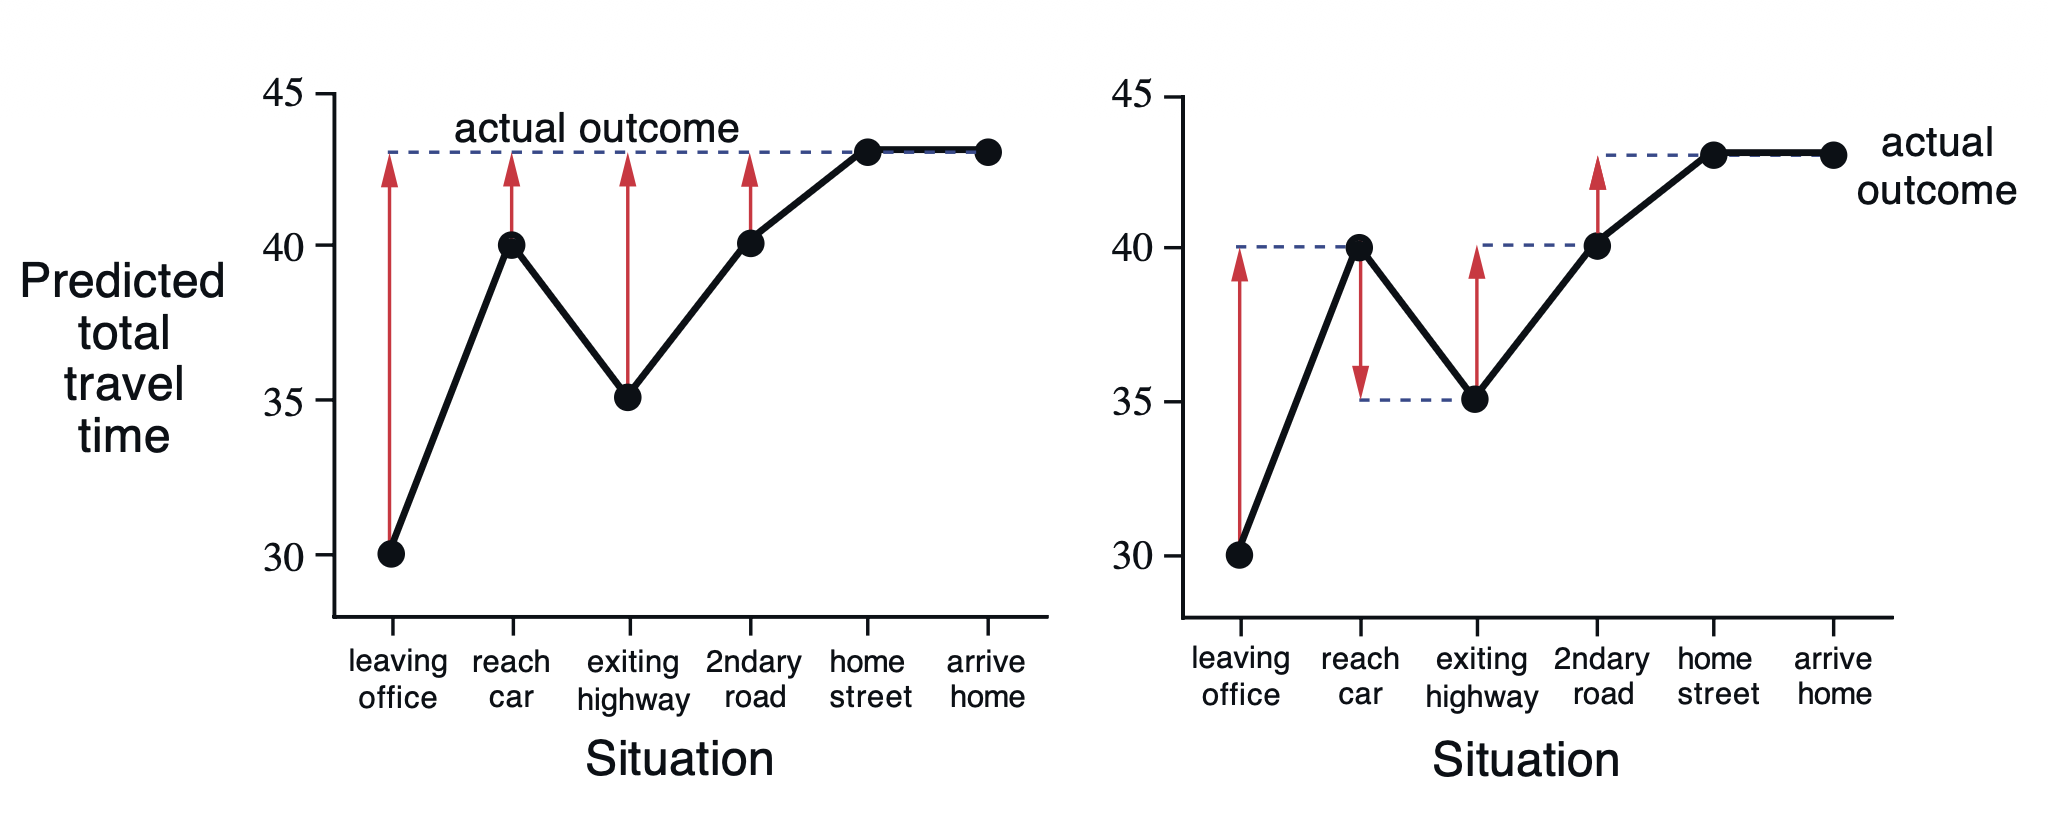 Predicted
total
travel
time
45
40
35
30
actual outcome
leaving
office
reach
car
exiting
highway
2ndary
road
home
street
arrive
home
Situation
45
40
35
30
actual
outcome
leaving
office
reach
car
exiting
highway
2ndary
road
home
street
arrive
home
Situation